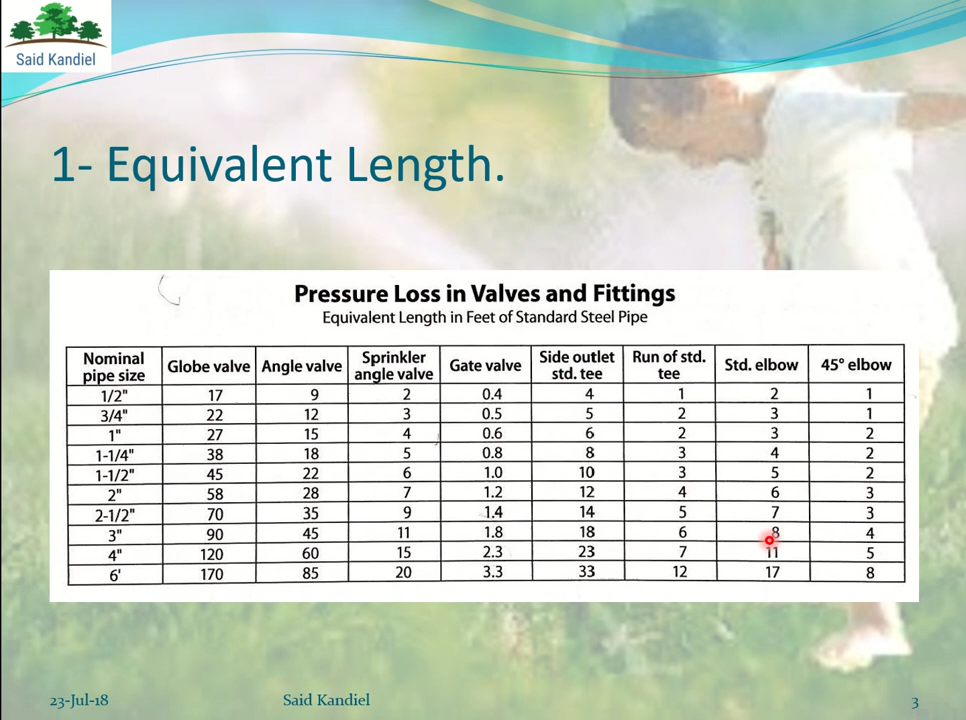 Said Kandiel
1- Equivalent Length.
Pressure Loss in Valves and Fittings
Equivalent Length in Feet of Standard Steel Pipe
Nominal pipe size Globe valve Angle valve Sprinkler angle valve Gate valve Side outlet std. tee Run of std. tee Std. elbow 45° elbow
1/2" 17 9 2 0.4 4 1 2 1
3/4" 22 12 3 0.5 5 2 3 1
1" 27 15 4 0.6 6 2 3 2
1-1/4" 38 18 5 0.8 8 3 4 2
1-1/2" 45 22 6 1.0 10 3 5 2
2" 58 28 7 1.2 12 4 6 3
2-1/2" 70 35 9 1.4 14 5 7 3
3" 90 45 11 1.8 18 6 8 4
4" 120 60 15 2.3 23 7 11 5
6' 170 85 20 3.3 33 12 17 8
23-Jul-18 Said Kandiel 3